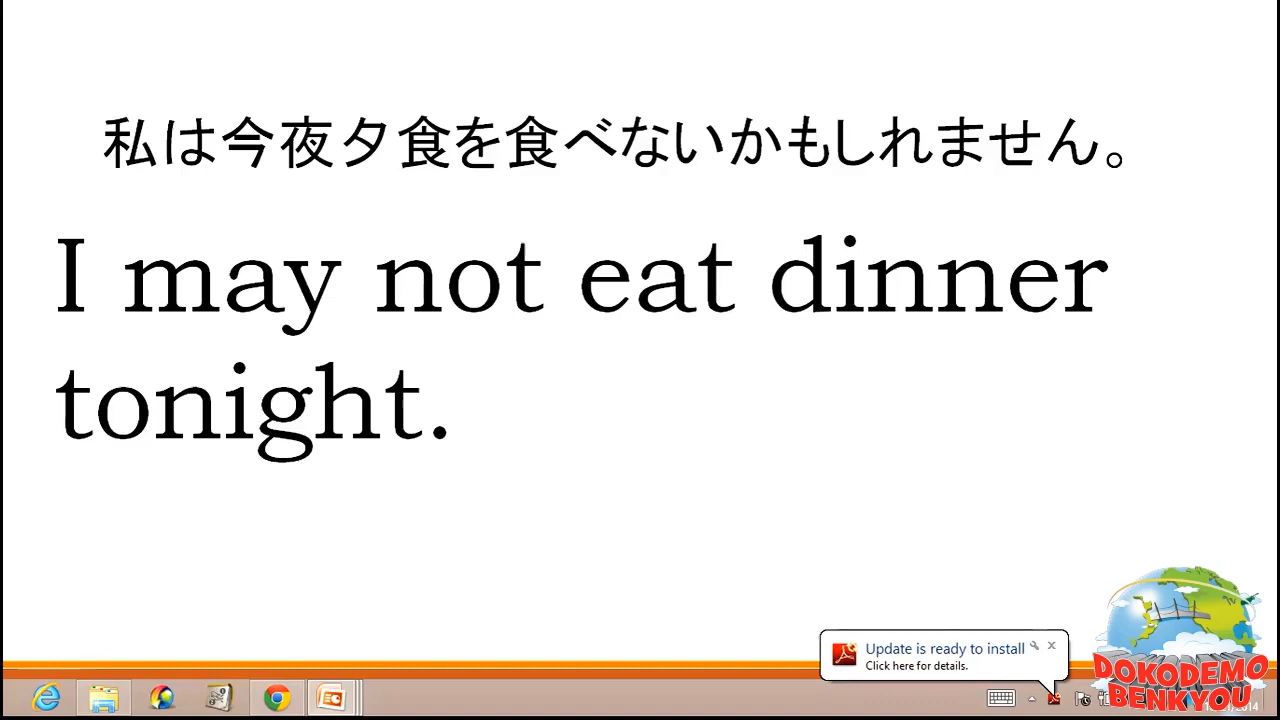 私は今夜夕食を食べないかもしれません。
I may not eat dinner
tonight.
Update is ready to install
Click here for details.
DOKODEMO
BENKYOU